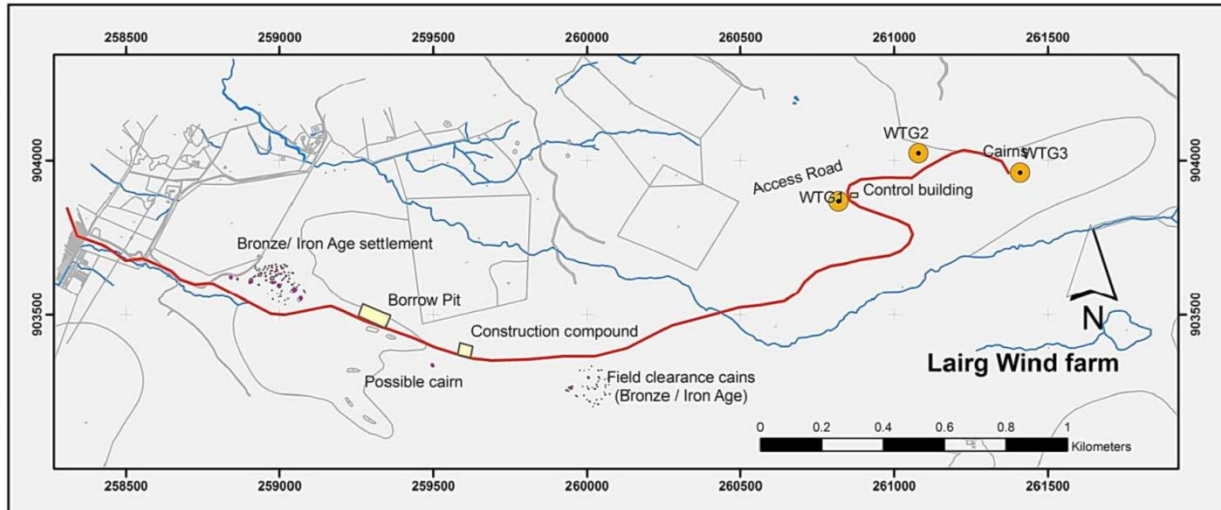 258500 259000 259500 260000 260500 261000 261500
904000
904000
WTG2
Cairns
WTG3
Access Road
WTG1
Control building
Bronze/ Iron Age settlement
Borrow Pit
903500
903500
Construction compound
N
Possible cairn
Field clearance cains
(Bronze / Iron Age)
Lairg Wind farm
0 0.2 0.4 0.6 0.8 1
Kilometers
258500 259000 259500 260000 260500 261000 261500